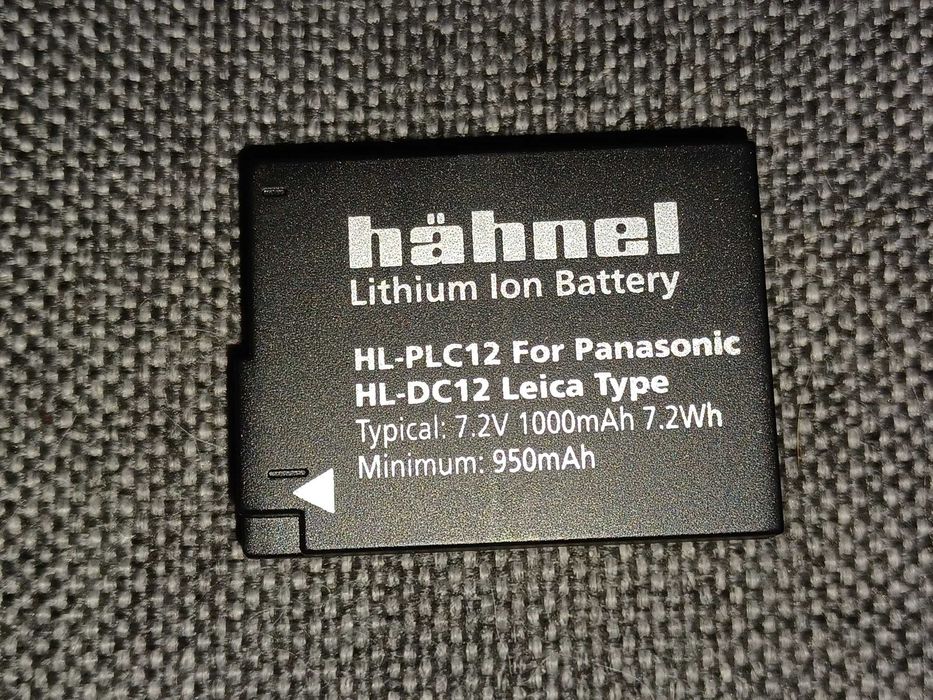 hähnel
Lithium Ion Battery
HL-PLC12 For Panasonic
HL-DC12 Leica Type
Typical: 7.2V 1000mAh 7.2Wh
Minimum: 950mAh